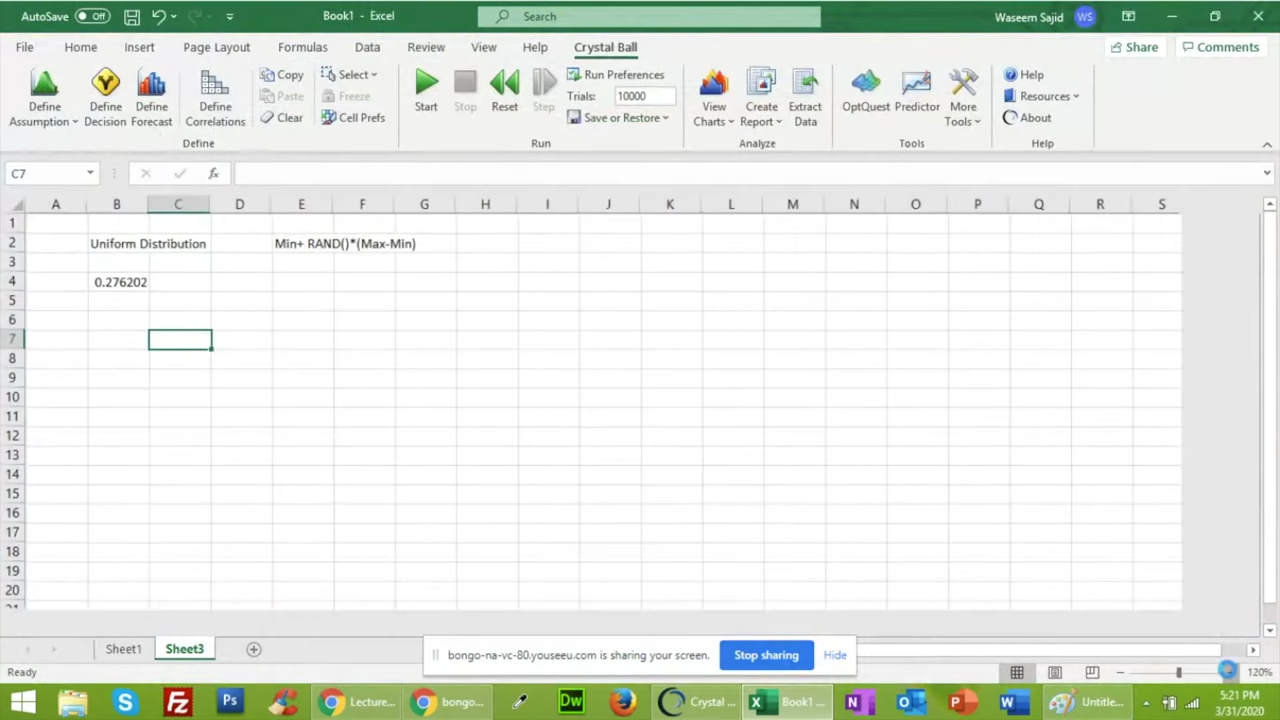 AutoSave Off
Book1 - Excel
Search
Waseem Sajid WS
File Home Insert Page Layout Formulas Data Review View Help Crystal Ball Share Comments
Define Assumption
Define Decision
Define Forecast
Define Correlations
Copy
Paste
Clear
Select
Freeze
Cell Prefs
Define
Start
Stop
Reset
Step
Run Preferences
Trials: 10000
Save or Restore
Run
View Charts
Create Report
Extract Data
Analyze
OptQuest
Predictor
More Tools
Tools
Help
Resources
About
Help
C7 fx
A B C D E F G H I J K L M N O P Q R S
1
2 Uniform Distribution Min+ RAND()*(Max-Min)
3
4 0.276202
5
6
7
8
9
10
11
12
13
14
15
16
17
18
19
20
21
Sheet1 Sheet3
bongo-na-vc-80.youseeu.com is sharing your screen. Stop sharing Hide
Ready 120%
Ps Lecture... bongo... Dw Crystal ... Book1 ... Untitle...
5:21 PM
3/31/2020